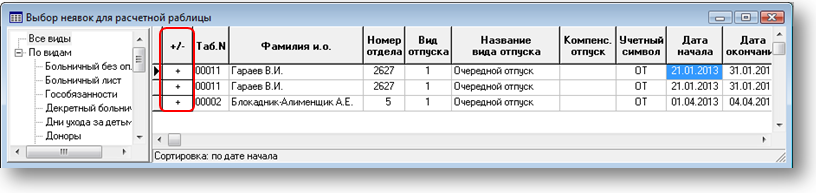 Выбор неявок для расчетной раблицы
Все виды
По видам
Больничный без оп.
Больничный лист
Гособязанности
Декретный больнич
Дни ухода за детьм
Доноры
+/- Таб.N Фамилия и.о. Номер отдела Вид отпуска Название вида отпуска Компенс. отпуск Учетный символ Дата начала Дата окончани
+ 00011 Гараев В.И. 2627 1 Очередной отпуск ОТ 21.01.2013 31.01.201
+ 00011 Гараев В.И. 2627 1 Очередной отпуск ОТ 21.01.2013 31.01.201
+ 00002 Блокадник-Алименщик А.Е. 5 1 Очередной отпуск ОТ 01.04.2013 04.04.201
Сортировка: по дате начала